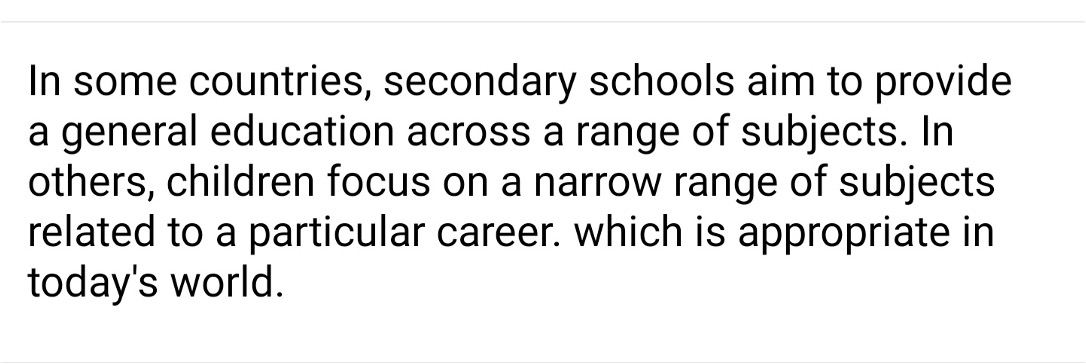 In some countries, secondary schools aim to provide
a general education across a range of subjects. In
others, children focus on a narrow range of subjects
related to a particular career. which is appropriate in
today's world.